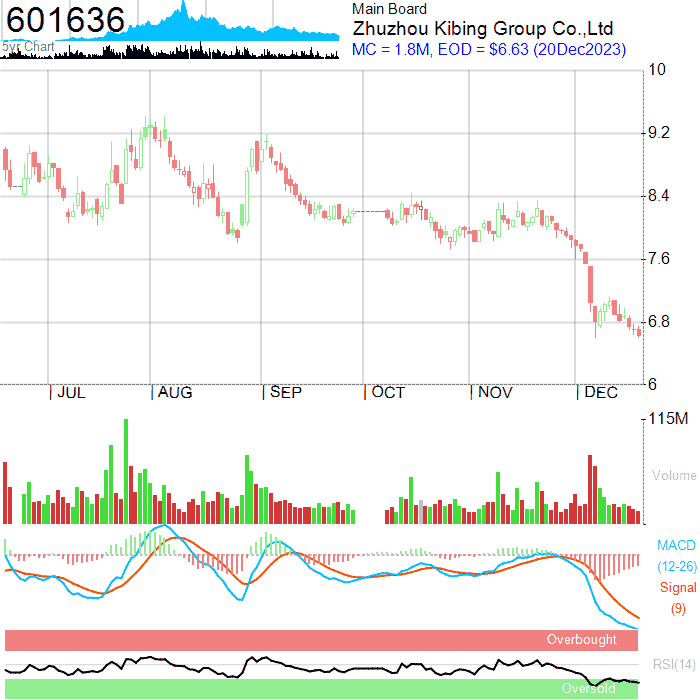 601636
5yr Chart
Main Board
Zhuzhou Kibing Group Co.,Ltd
MC = 1.8M, EOD = $6.63 (20Dec2023)
10
9.2
8.4
7.6
6.8
6
JUL AUG SEP OCT NOV DEC
115M
Volume
MACD
(12-26)
Signal
(9)
Overbought
RSI(14)
Oversold